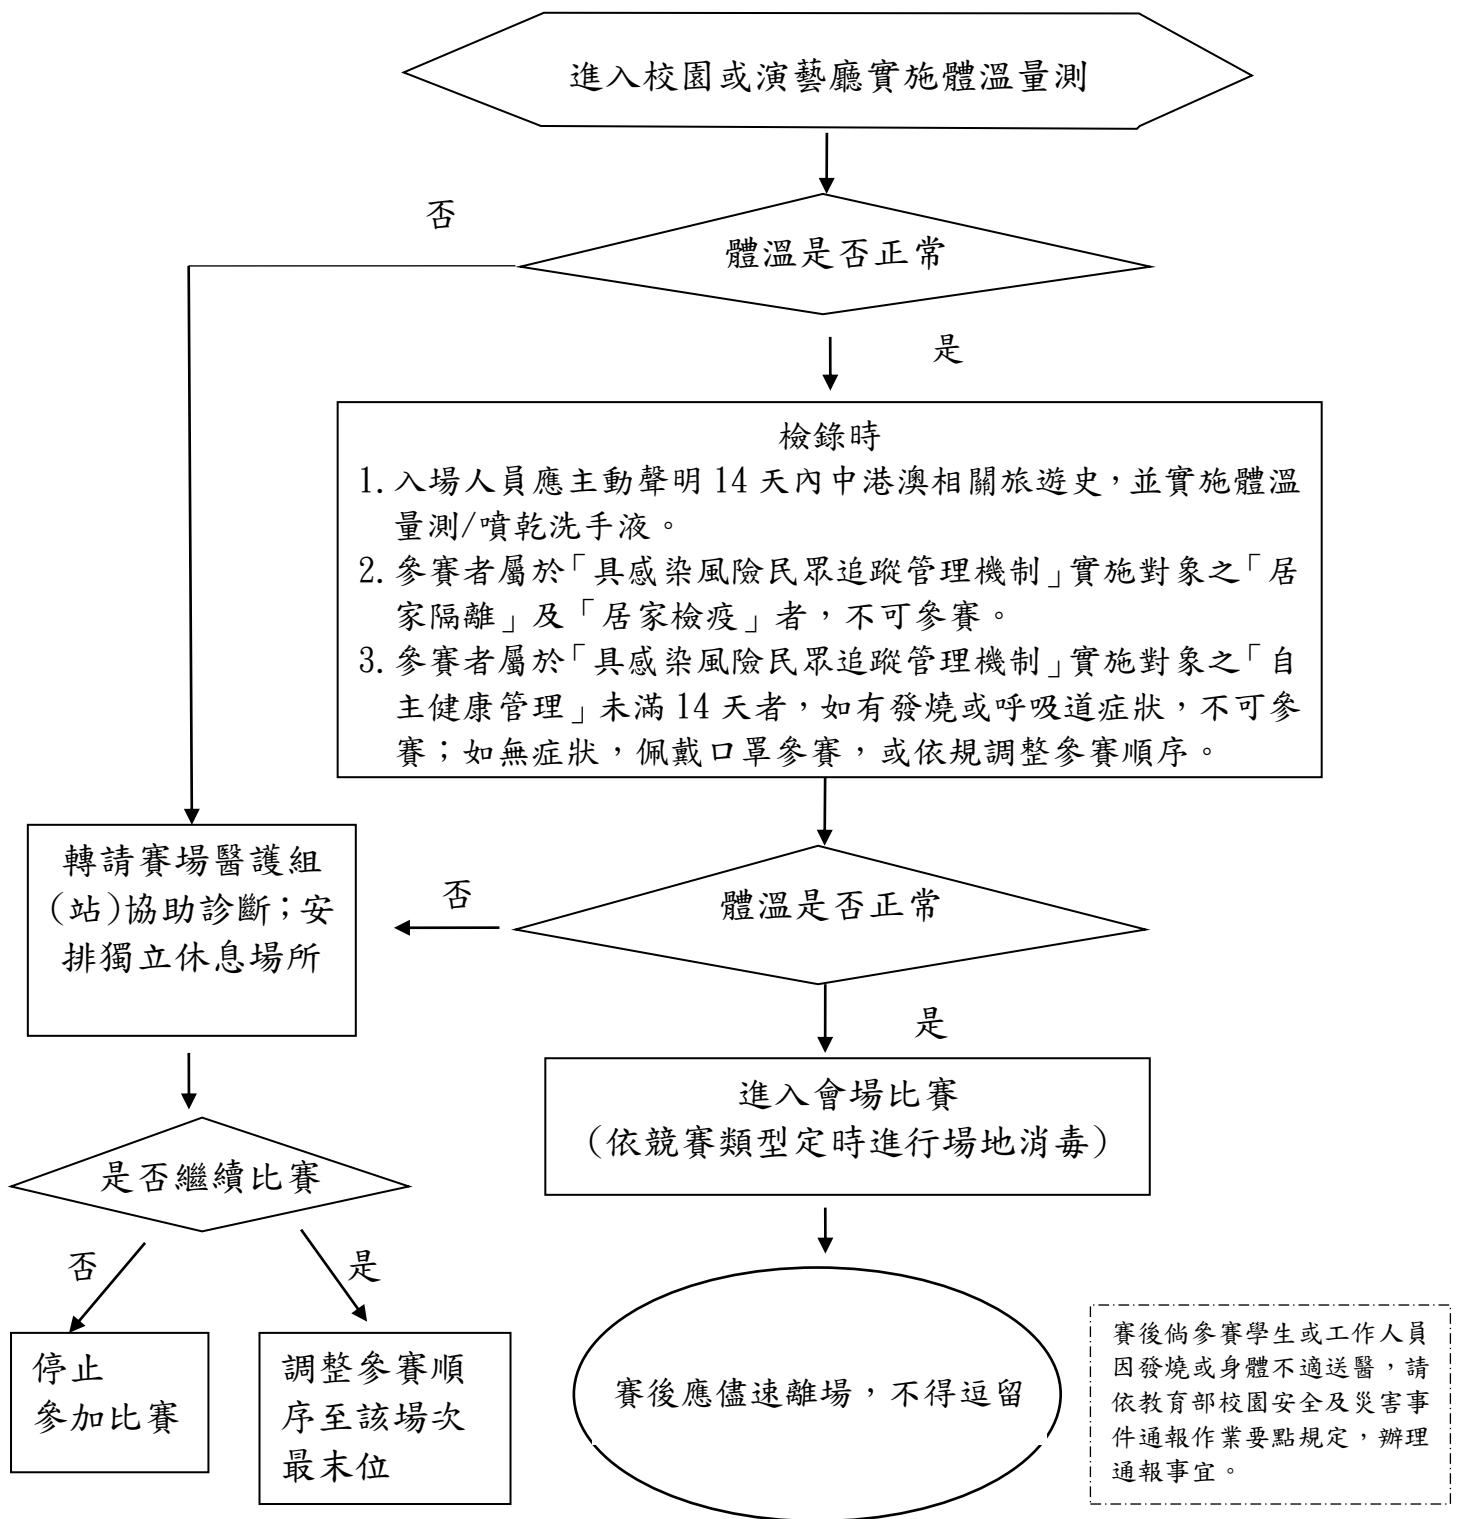 進入校園或演藝廳實施體溫量測
否
體溫是否正常
是
檢錄時
1. 入場人員應主動聲明 14 天內中港澳相關旅遊史，並實施體溫
量測/噴乾洗手液。
2. 參賽者屬於「具感染風險民眾追蹤管理機制」實施對象之「居
家隔離」及「居家檢疫」者，不可參賽。
3. 參賽者屬於「具感染風險民眾追蹤管理機制」實施對象之「自
主健康管理」未滿 14 天者，如有發燒或呼吸道症狀，不可參
賽；如無症狀，佩戴口罩參賽，或依規調整參賽順序。
轉請賽場醫護組
(站)協助診斷；安
排獨立休息場所
否
體溫是否正常
是
進入會場比賽
(依競賽類型定時進行場地消毒)
是否繼續比賽
否
是
停止
參加比賽
調整參賽順
序至該場次
最末位
賽後應儘速離場，不得逗留
賽後倘參賽學生或工作人員
因發燒或身體不適送醫，請
依教育部校園安全及災害事
件通報作業要點規定，辦理
通報事宜。